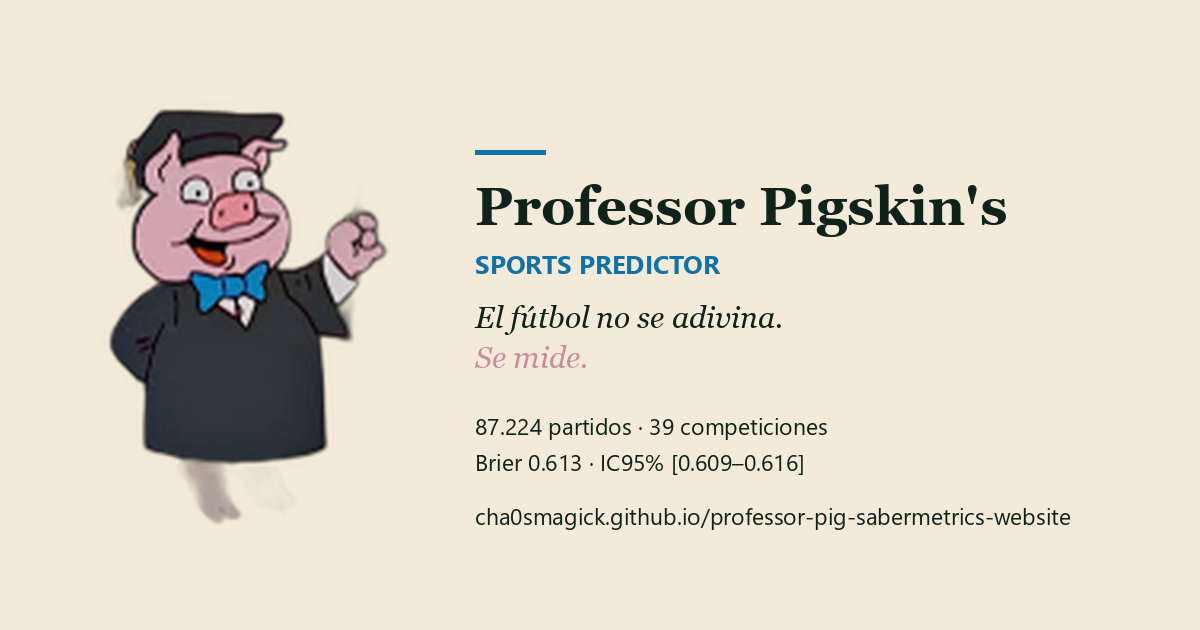 Professor Pigskin's
SPORTS PREDICTOR
El fútbol no se adivina.
Se mide.
87.224 partidos · 39 competiciones
Brier 0.613 · IC95% [0.609–0.616]
cha0smagick.github.io/professor-pig-sabermetrics-website